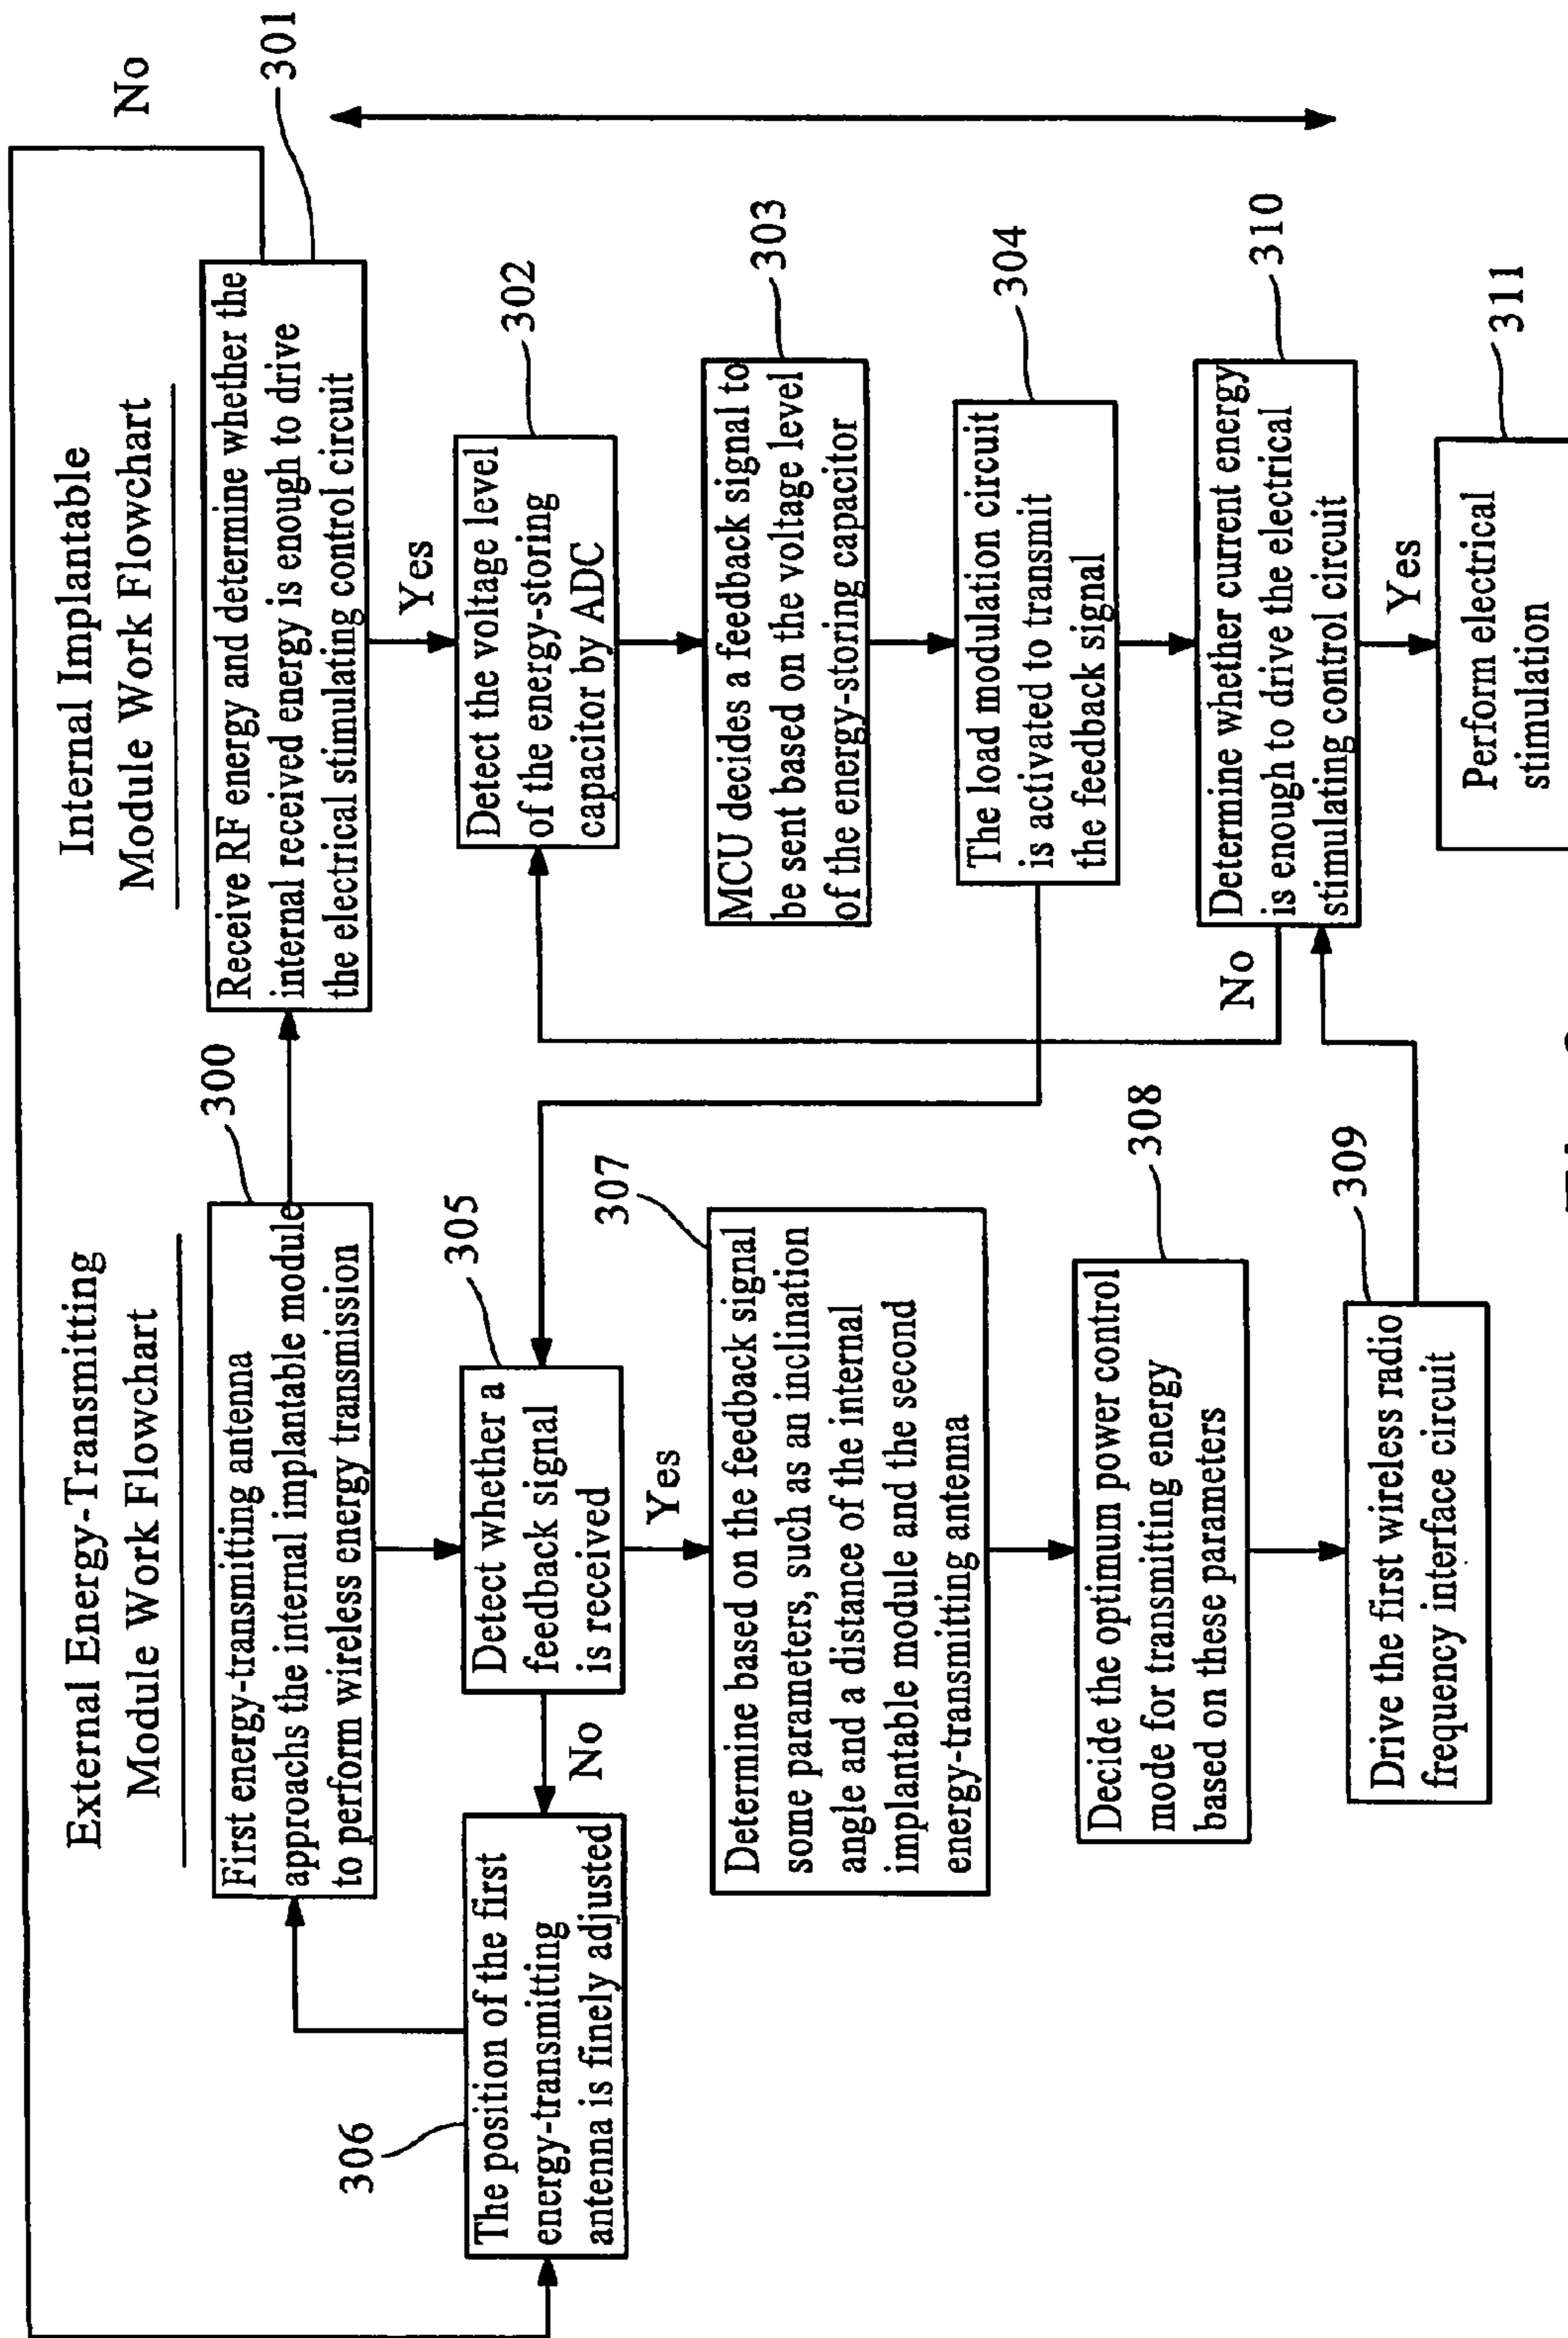 External Energy-Transmitting
Module Work Flowchart
Internal Implantable
Module Work Flowchart
No
300
First energy-transmitting antenna
approachs the internal implantable module
to perform wireless energy transmission
301
Receive RF energy and determine whether the
internal received energy is enough to drive
the electrical stimulating control circuit
Yes
306
The position of the first
energy-transmitting
antenna is finely adjusted
No
305
Detect whether a
feedback signal
is received
Yes
302
Detect the voltage level
of the energy-storing
capacitor by ADC
307
Determine based on the feedback signal
some parameters, such as an inclination
angle and a distance of the internal
implantable module and the second
energy-transmitting antenna
303
MCU decides a feedback signal to
be sent based on the voltage level
of the energy-storing capacitor
304
The load modulation circuit
is activated to transmit
the feedback signal
308
Decide the optimum power control
mode for transmitting energy
based on these parameters
310
Determine whether current energy
is enough to drive the electrical
stimulating control circuit
No
Yes
309
Drive the first wireless radio
frequency interface circuit
311
Perform electrical
stimulation